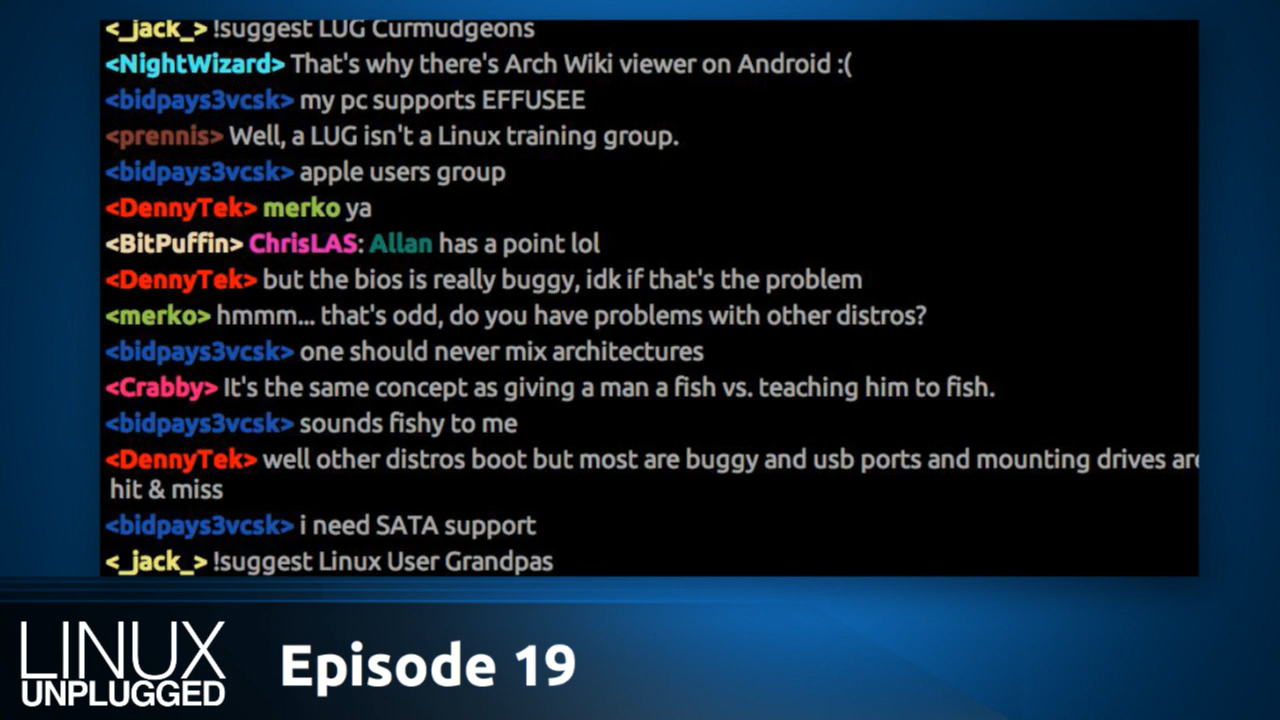 <_jack_> !suggest LUG Curmudgeons
<NightWizard> That's why there's Arch Wiki viewer on Android :(
<bidpays3vcsk> my pc supports EFFUSEE
<prennis> Well, a LUG isn't a Linux training group.
<bidpays3vcsk> apple users group
<DennyTek> merko ya
<BitPuffin> ChrisLAS: Allan has a point lol
<DennyTek> but the bios is really buggy, idk if that's the problem
<merko> hmmm... that's odd, do you have problems with other distros?
<bidpays3vcsk> one should never mix architectures
<Crabby> It's the same concept as giving a man a fish vs. teaching him to fish.
<bidpays3vcsk> sounds fishy to me
<DennyTek> well other distros boot but most are buggy and usb ports and mounting drives are
hit & miss
<bidpays3vcsk> i need SATA support
<_jack_> !suggest Linux User Grandpas
LINUX
UNPLUGGED
Episode 19